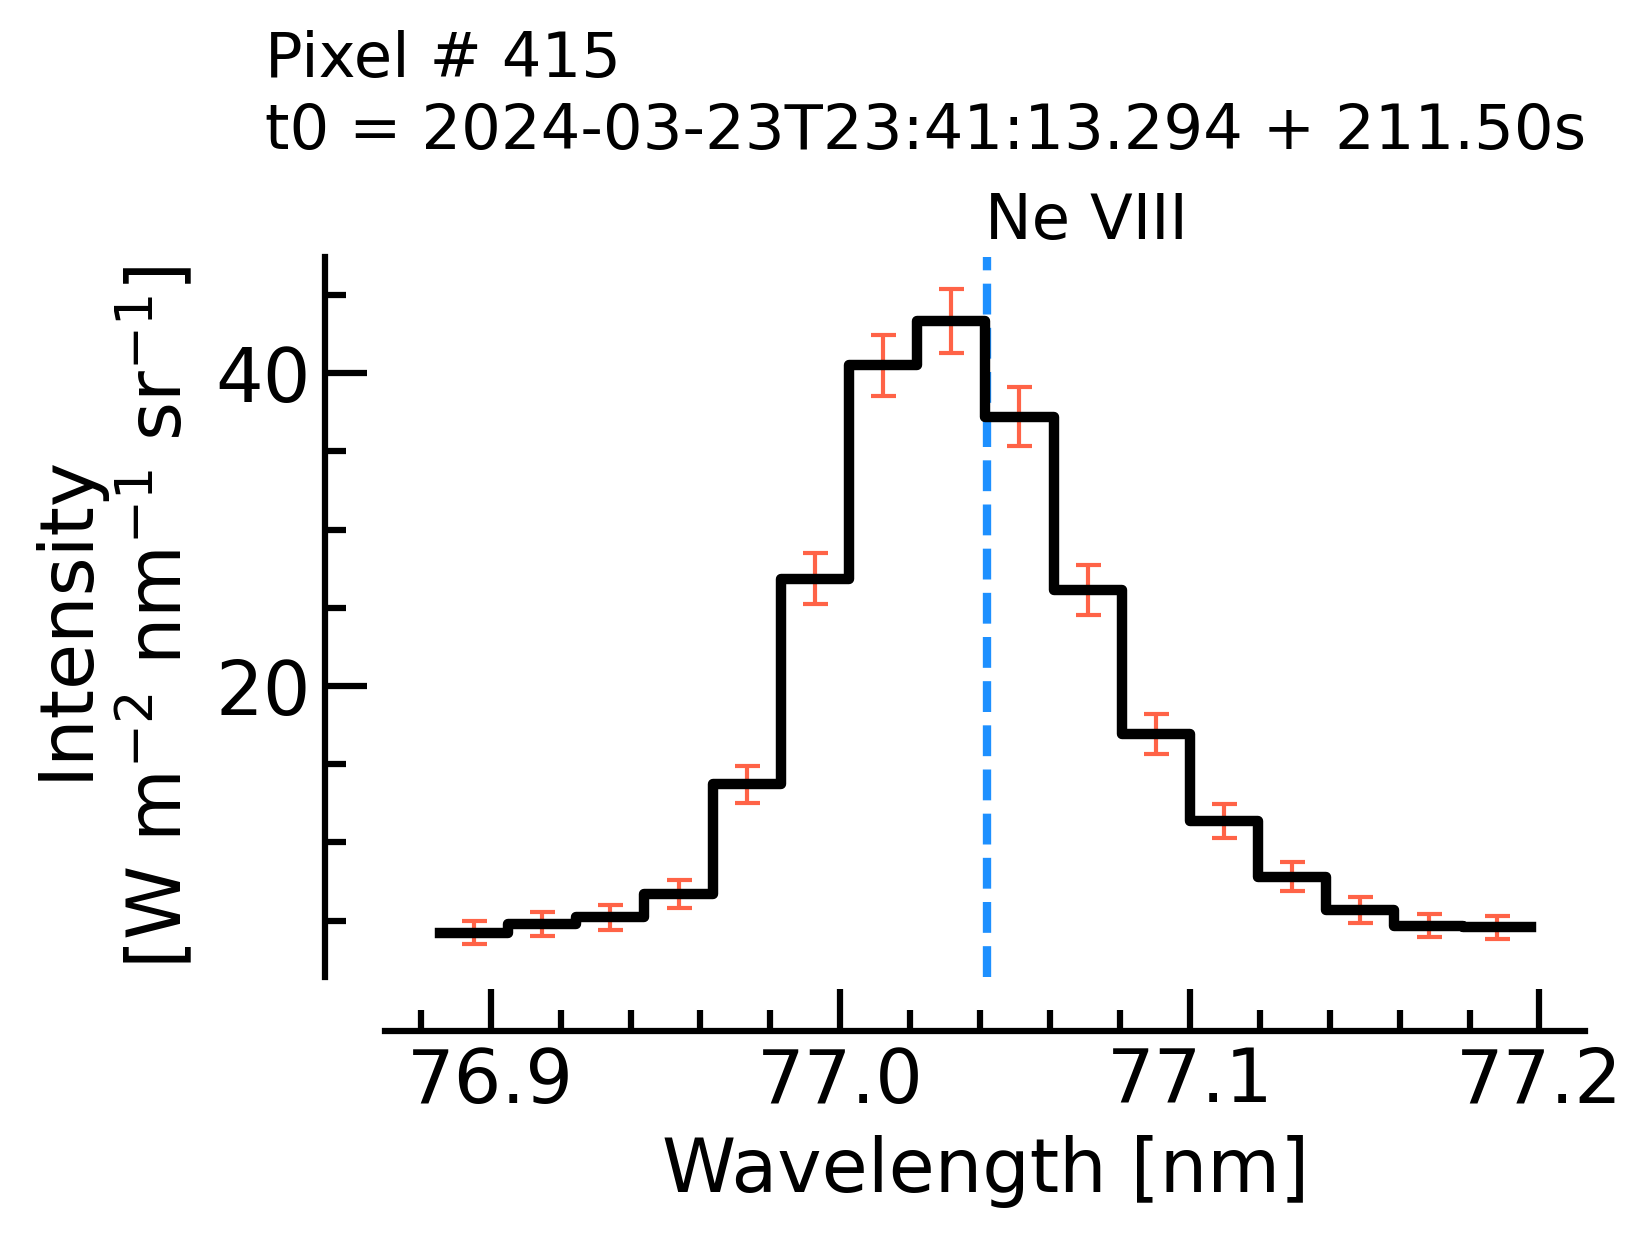 Pixel # 415
t0 = 2024-03-23T23:41:13.294 + 211.50s
Ne VIII
Intensity
[W m⁻² nm⁻¹ sr⁻¹]
40
20
76.9 77.0 77.1 77.2
Wavelength [nm]